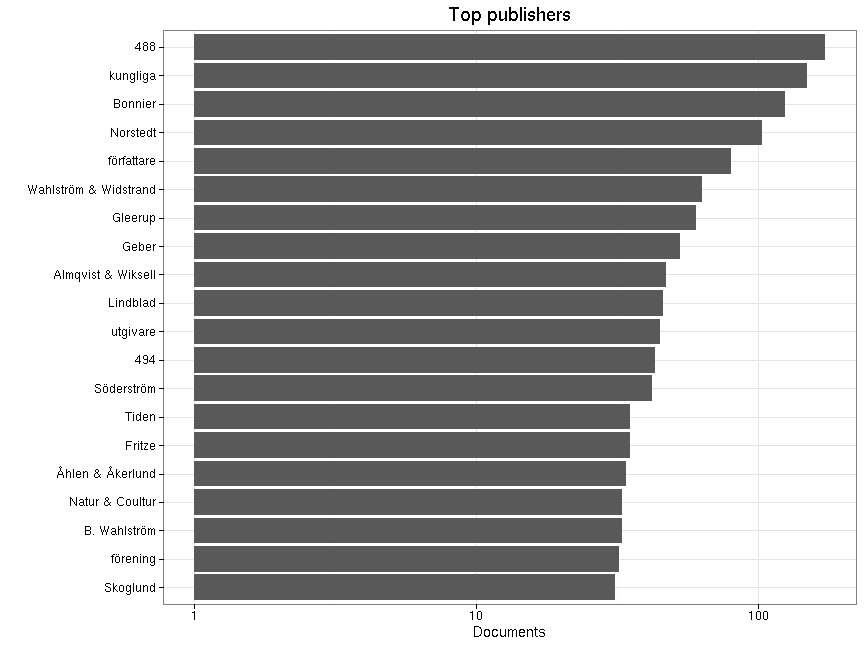 Top publishers
488
kungliga
Bonnier
Norstedt
författare
Wahlström & Widstrand
Gleerup
Geber
Almqvist & Wiksell
Lindblad
utgivare
494
Söderström
Tiden
Fritze
Åhlen & Åkerlund
Natur & Coultur
B. Wahlström
förening
Skoglund
1 10 100
Documents